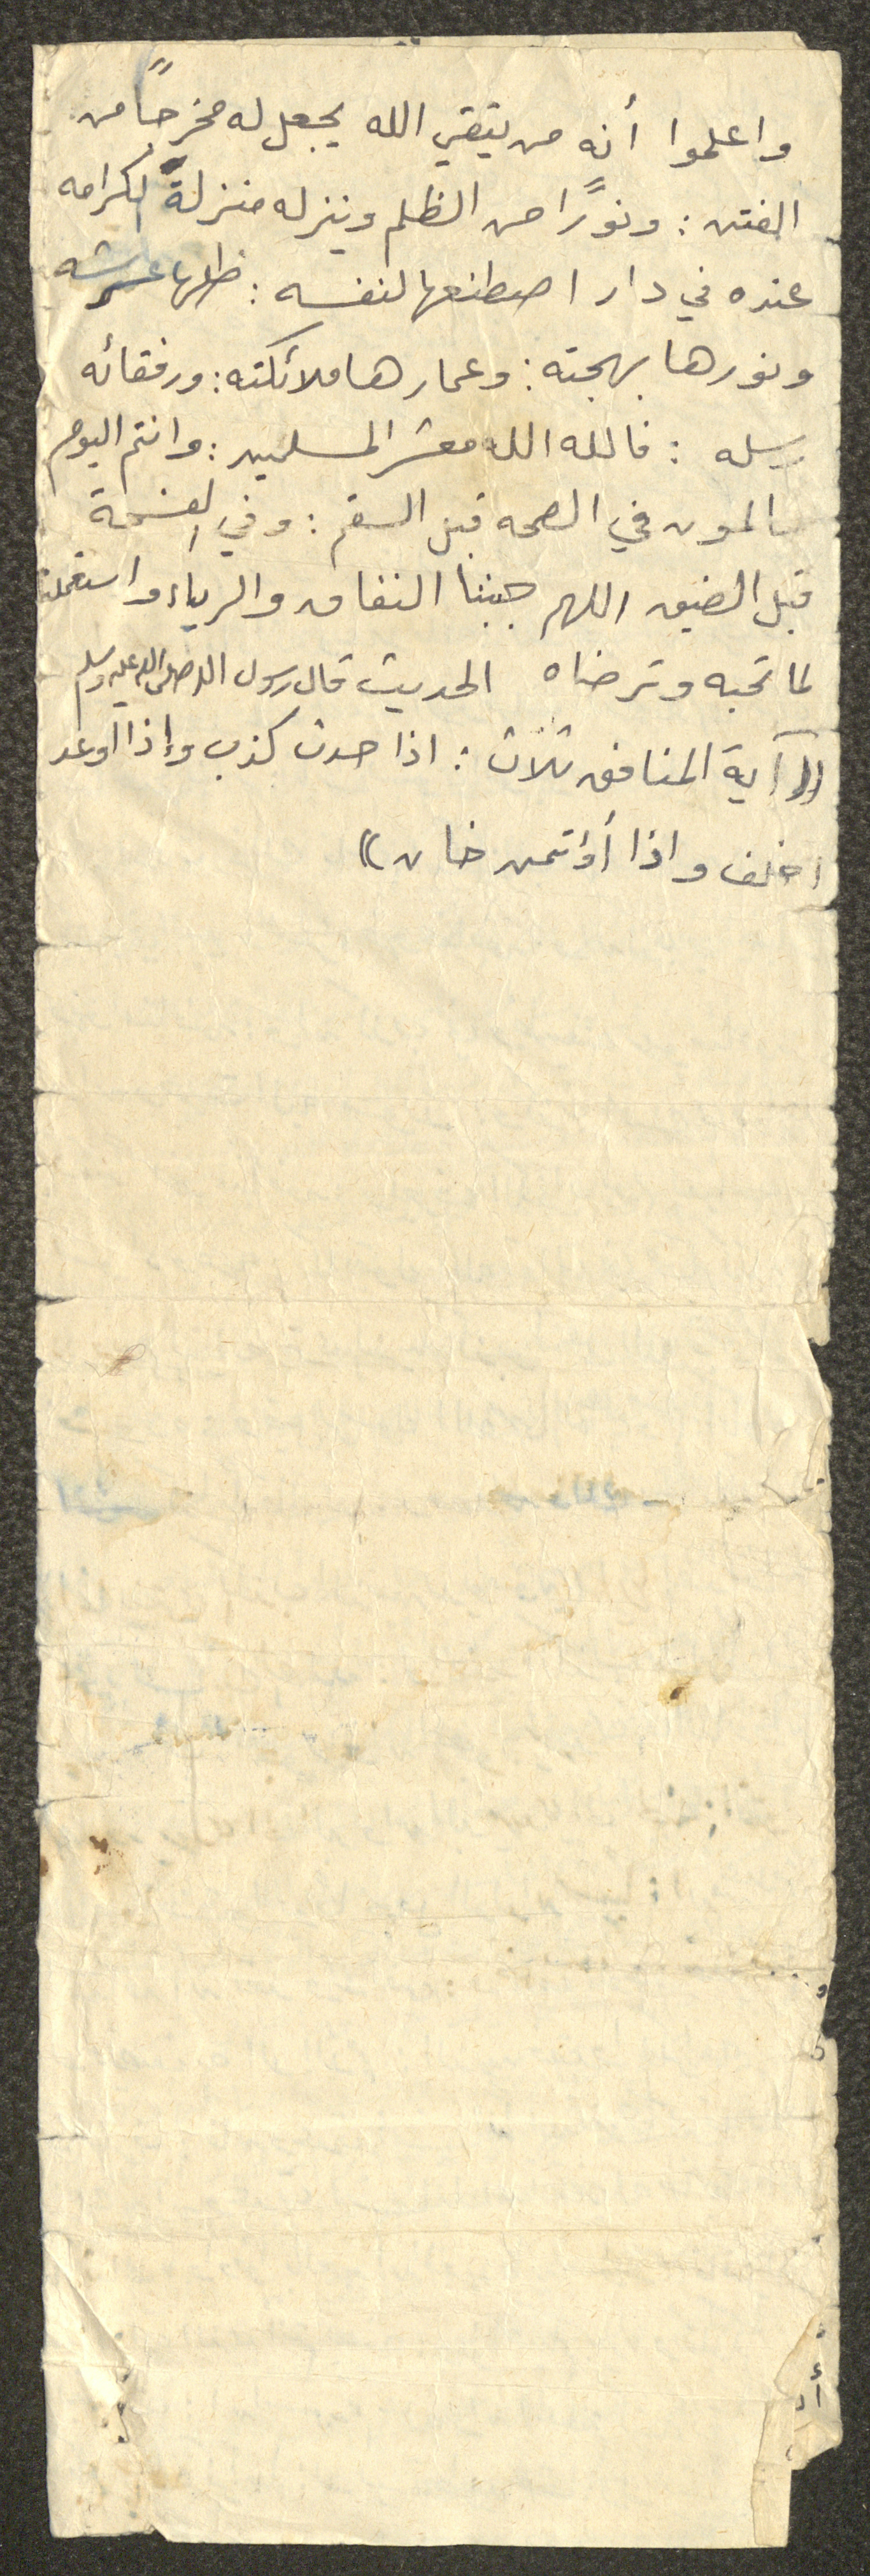 واعلموا أنه من يتقي الله يجعل له مخرجاً من
الفتن : ونوراً من الظلم وينزله منزلة الكرامه
عنده في دار اصطنعها لنفسه : ظلها عرشه
ونورها بهجته : وعمارها ملائكته : ورفقائه
رسله : فالله الله معشر المسلمين : وانتم اليوم
سالمون في الصحه قبل السقم : وفي الفسحة
قبل الضيق اللهم جنبنا النفاق والرياء واستعملنا
لما تحبه وترضاه الحديث قال رسول الله صلى الله عليه وسلم
(( آية المنافق ثلاث : اذا حدث كذب وإذا اوعد
اخلف واذا أؤتمن خان ))